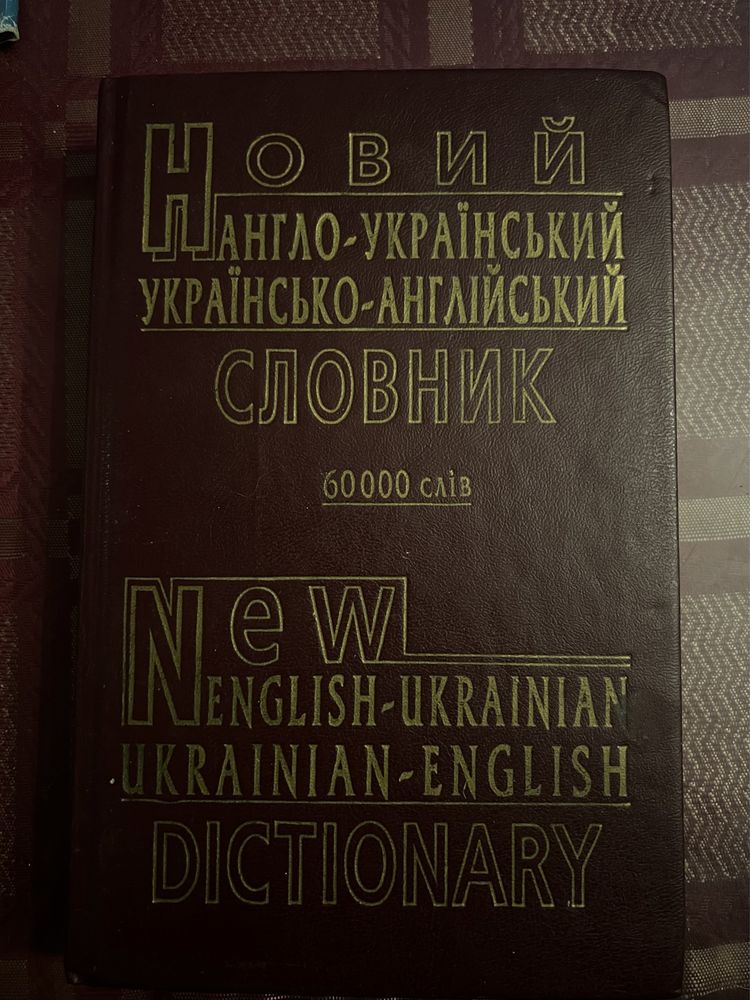 Новий
АНГЛО-УКРАЇНСЬКИЙ
УКРАЇНСЬКО-АНГЛІЙСЬКИЙ
СЛОВНИК
60000 слів
New
ENGLISH-UKRAINIAN
UKRAINIAN-ENGLISH
DICTIONARY